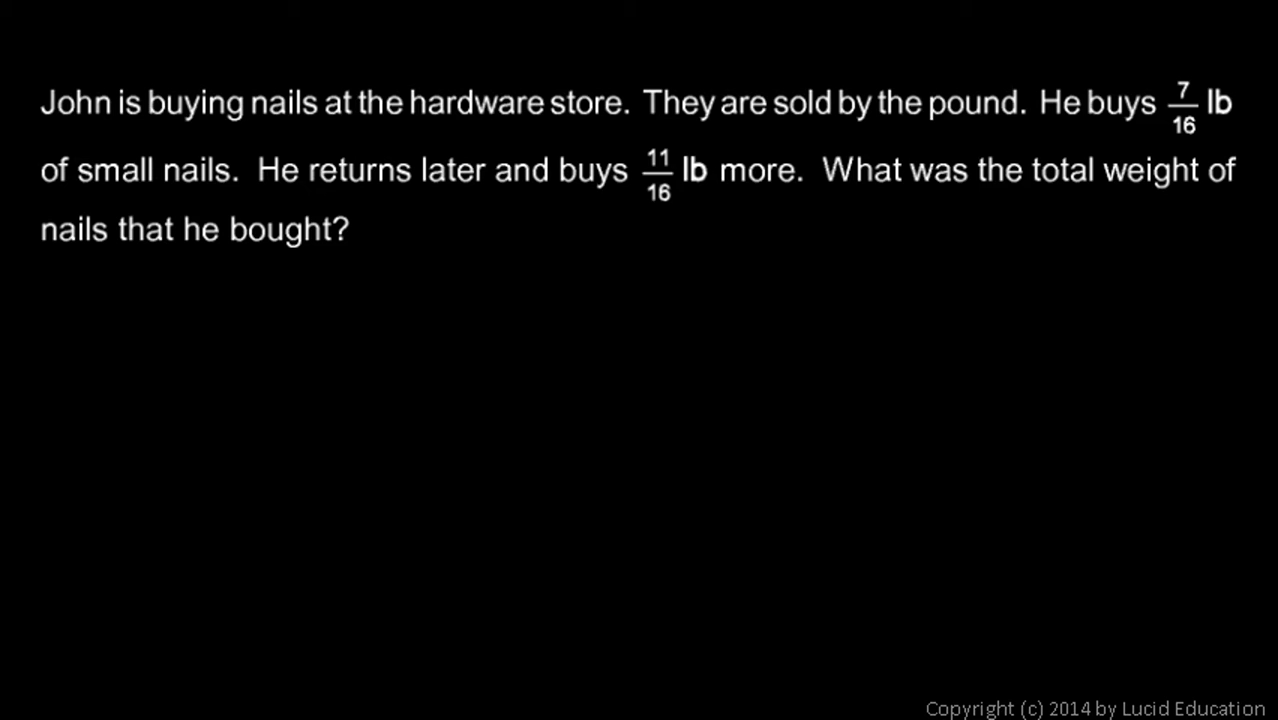 John is buying nails at the hardware store. They are sold by the pound. He buys 7/16 lb
of small nails. He returns later and buys 11/16 lb more. What was the total weight of
nails that he bought?
Copyright (c) 2014 by Lucid Education